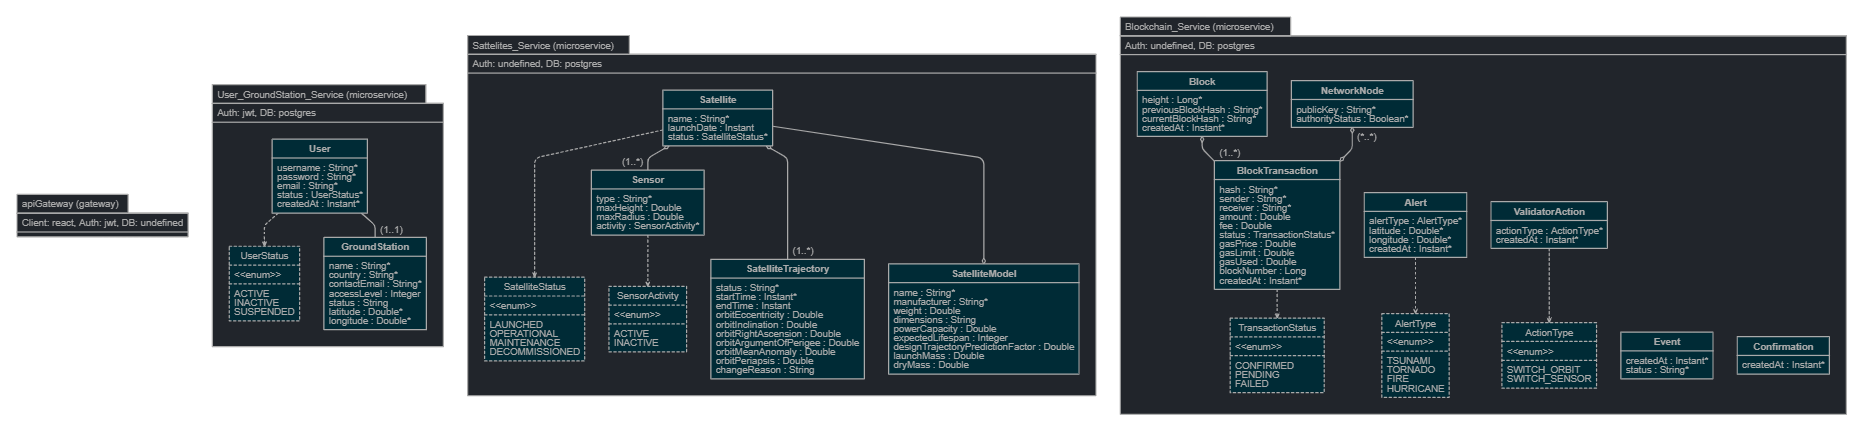 apiGateway (gateway)
Client: react, Auth: jwt, DB: undefined
User_GroundStation_Service (microservice)
Auth: jwt, DB: postgres
User
username : String*
password : String*
email : String*
status : UserStatus*
createdAt : Instant*
(1..1)
UserStatus
<<enum>>
ACTIVE
INACTIVE
SUSPENDED
GroundStation
name : String*
country : String*
contactEmail : String*
accessLevel : Integer
status : String
latitude : Double*
longitude : Double*
Sattelites_Service (microservice)
Auth: undefined, DB: postgres
Satellite
name : String*
launchDate : Instant
status : SatelliteStatus*
(1..*)
Sensor
type : String*
maxHeight : Double
maxRadius : Double
activity : SensorActivity*
(1..*)
SatelliteStatus
<<enum>>
LAUNCHED
OPERATIONAL
MAINTENANCE
DECOMMISSIONED
SensorActivity
<<enum>>
ACTIVE
INACTIVE
SatelliteTrajectory
status : String*
startTime : Instant*
endTime : Instant
orbitEccentricity : Double
orbitInclination : Double
orbitRightAscension : Double
orbitArgumentOfPerigee : Double
orbitMeanAnomaly : Double
orbitPeriapsis : Double
changeReason : String
SatelliteModel
name : String*
manufacturer : String*
weight : Double
dimensions : String
powerCapacity : Double
expectedLifespan : Integer
designTrajectoryPredictionFactor : Double
launchMass : Double
dryMass : Double
Blockchain_Service (microservice)
Auth: undefined, DB: postgres
Block
height : Long*
previousBlockHash : String*
currentBlockHash : String*
createdAt : Instant*
NetworkNode
publicKey : String*
authorityStatus : Boolean*
(1..*)
(*..*)
BlockTransaction
hash : String*
sender : String*
receiver : String*
amount : Double
fee : Double
status : TransactionStatus*
gasPrice : Double
gasLimit : Double
gasUsed : Double
blockNumber : Long
createdAt : Instant*
Alert
alertType : AlertType*
latitude : Double*
longitude : Double*
createdAt : Instant*
ValidatorAction
actionType : ActionType*
createdAt : Instant*
TransactionStatus
<<enum>>
CONFIRMED
PENDING
FAILED
AlertType
<<enum>>
TSUNAMI
TORNADO
FIRE
HURRICANE
ActionType
<<enum>>
SWITCH_ORBIT
SWITCH_SENSOR
Event
createdAt : Instant*
status : String*
Confirmation
createdAt : Instant*